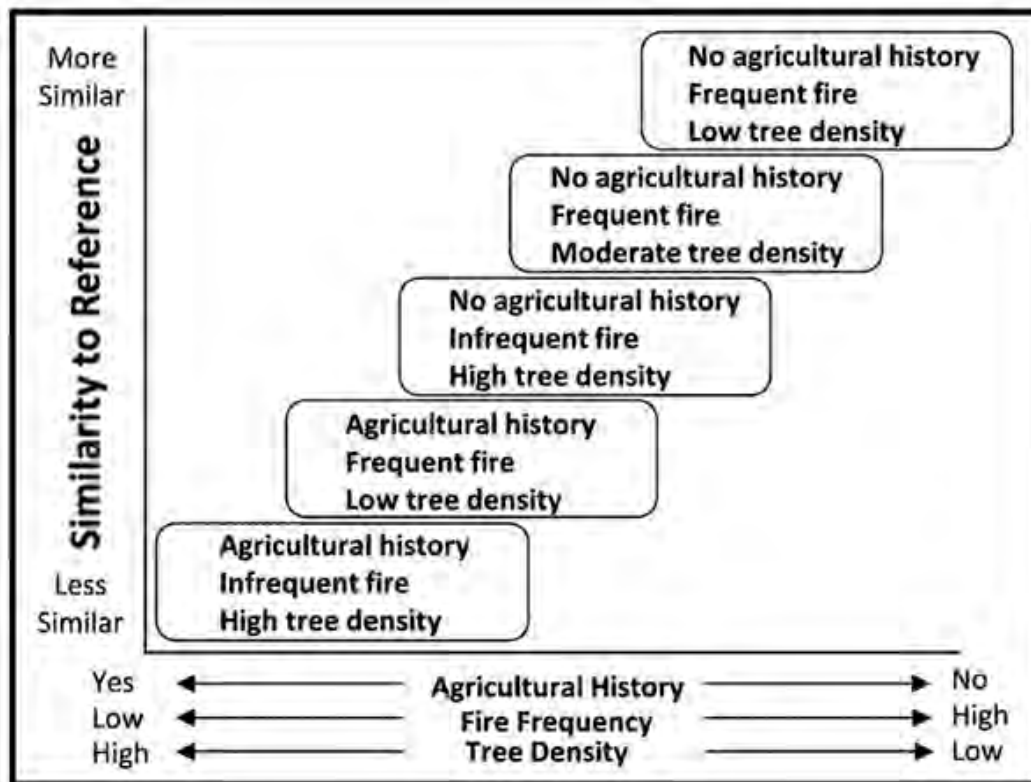 More
Similar
Similarity to Reference
Less
Similar
No agricultural history
Frequent fire
Low tree density
No agricultural history
Frequent fire
Moderate tree density
No agricultural history
Infrequent fire
High tree density
Agricultural history
Frequent fire
Low tree density
Agricultural history
Infrequent fire
High tree density
Yes Agricultural History No
Low Fire Frequency High
High Tree Density Low